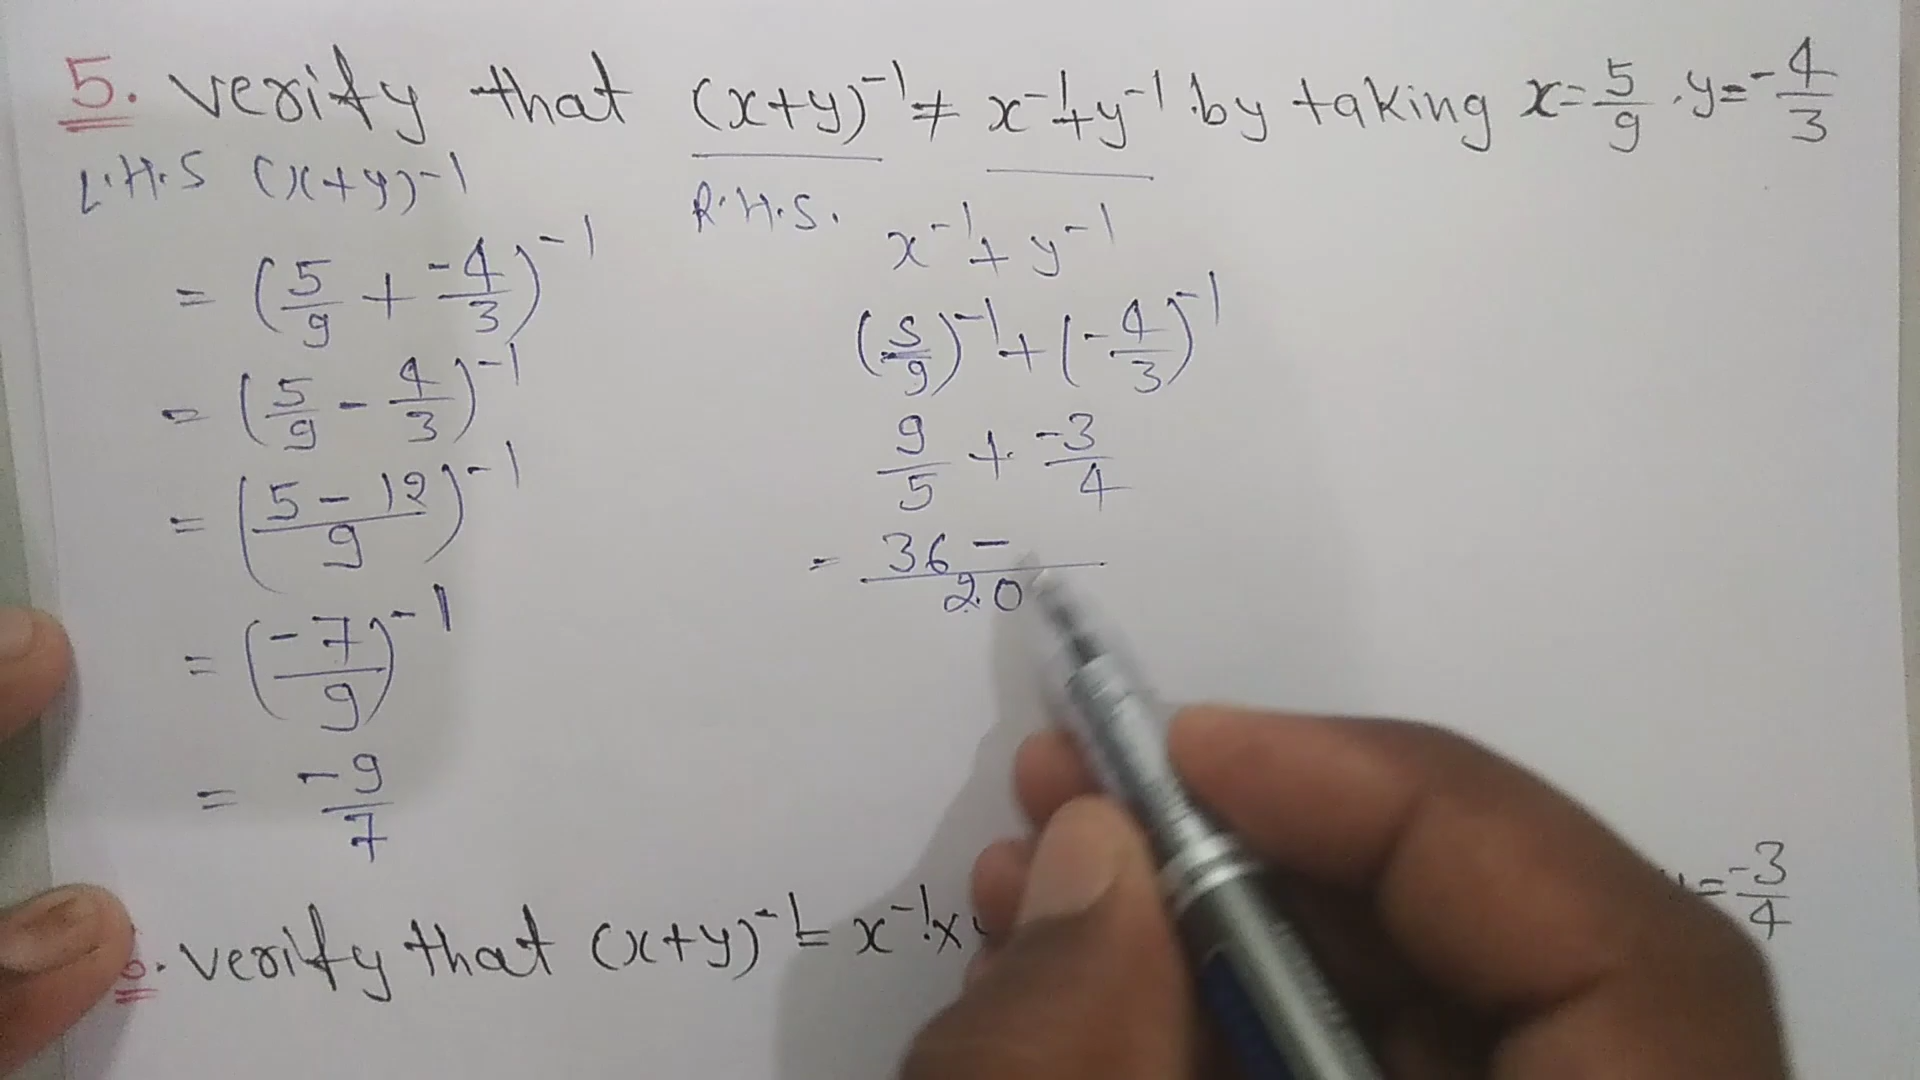 5. verify that (x+y)⁻¹ ≠ x⁻¹+y⁻¹ by taking x=5/9, y=-4/3
L.H.S (x+y)⁻¹
= (5/9 + -4/3)⁻¹
= (5/9 - 4/3)⁻¹
= (5-12/9)⁻¹
= (-7/9)⁻¹
= -9/7
R.H.S.
x⁻¹+y⁻¹
(5/9)⁻¹+(-4/3)⁻¹
9/5 + -3/4
= 36-/20
. verify that (x+y)⁻¹= x⁻¹×
=-3/4